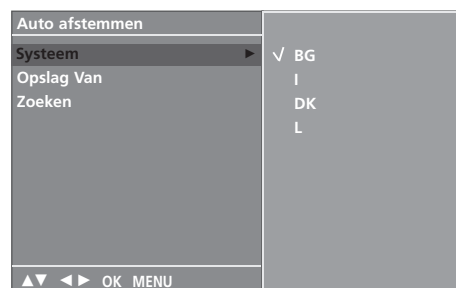 Auto afstemmen
Systeem ► √ BG
Opslag Van I
Zoeken DK
L
▲▼ ◄► OK MENU